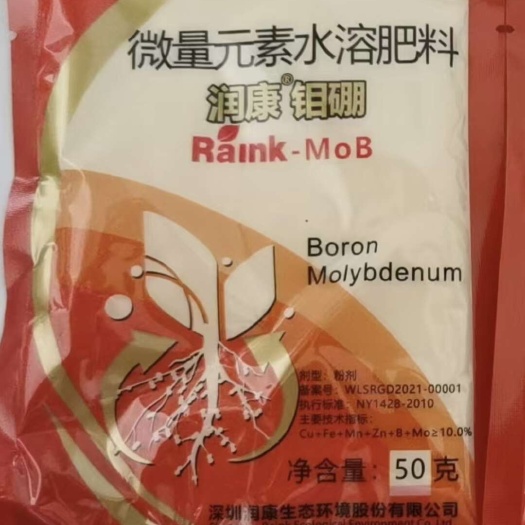 微量元素水溶肥料
润康®钼硼
Raink-MoB
Boron
Molybdenum
剂型：粉剂
备案号：WLSRGD2021-00001
执行标准：NY1428-2010
主要技术指标：
Cu+Fe+Mn+Zn+B+Mo≥10.0%
净含量：50克
深圳润康生态环境股份有限公司